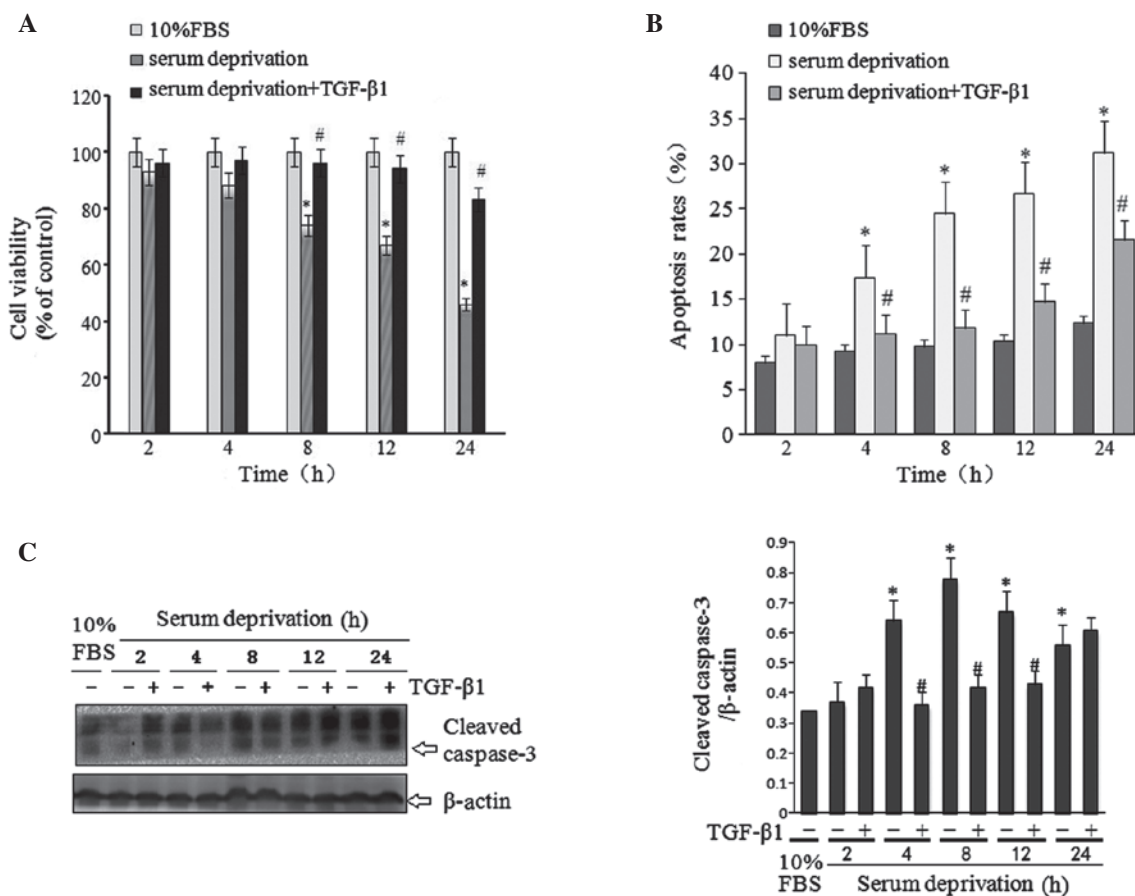 A
10%FBS
serum deprivation
serum deprivation+TGF-β1
120
100
80
60
40
20
0
Cell viability
(% of control)
# # #
* * *
2 4 8 12 24
Time (h)
B
10%FBS
serum deprivation
serum deprivation+TGF-β1
40
35
30
25
20
15
10
5
0
Apoptosis rates (%)
* * * *
# # # #
2 4 8 12 24
Time (h)
C
10%
FBS
Serum deprivation (h)
2 4 8 12 24
− − + − + − + − + − + TGF-β1
Cleaved
caspase-3
β-actin
0.9
0.8
0.7
0.6
0.5
0.4
0.3
0.2
0.1
0
Cleaved caspase-3
/β-actin
* * * *
# # #
TGF-β1 − − + − + − + − + − +
10%
FBS
2 4 8 12 24
Serum deprivation (h)